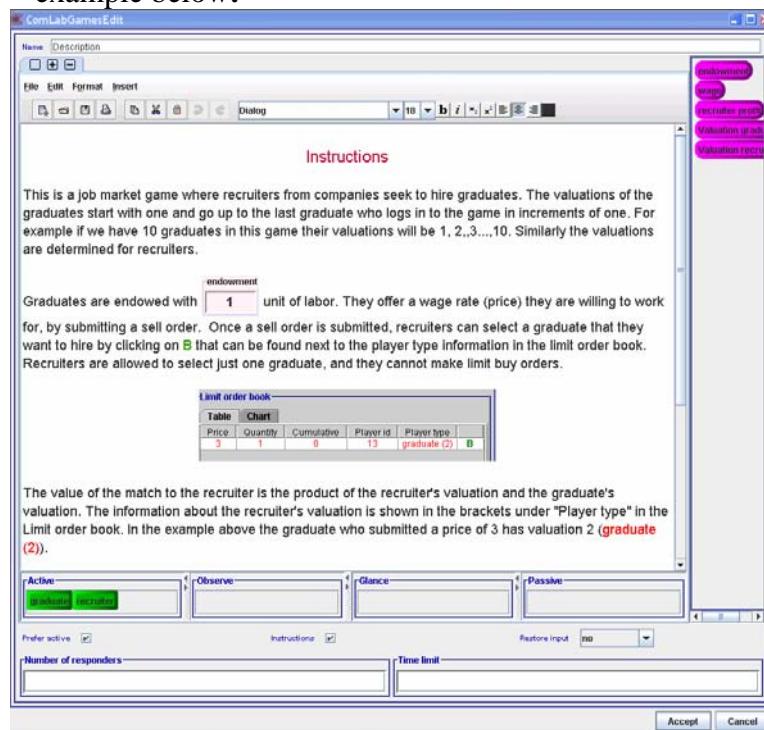 example below:
ComLabGamesEdit
Name Description
File Edit Format Insert
Dialog 18 b i
Instructions
This is a job market game where recruiters from companies seek to hire graduates. The valuations of the
graduates start with one and go up to the last graduate who logs in to the game in increments of one. For
example if we have 10 graduates in this game their valuations will be 1, 2,,3...,10. Similarly the valuations
are determined for recruiters.
endowment
Graduates are endowed with 1 unit of labor. They offer a wage rate (price) they are willing to work
for, by submitting a sell order. Once a sell order is submitted, recruiters can select a graduate that they
want to hire by clicking on B that can be found next to the player type information in the limit order book.
Recruiters are allowed to select just one graduate, and they cannot make limit buy orders.
Limit order book
Table Chart
Price Quantity Cumulative Player id Player type
3 1 0 13 graduate (2) B
The value of the match to the recruiter is the product of the recruiter's valuation and the graduate's
valuation. The information about the recruiter's valuation is shown in the brackets under "Player type" in the
Limit order book. In the example above the graduate who submitted a price of 3 has valuation 2 (graduate
(2)).
endowment
wage
recruiter
Valuation
Valuation
Active Observe Glance Passive
graduate recruiter
Prefer active Instructions Restore input no
Number of responders Time limit
Accept Cancel